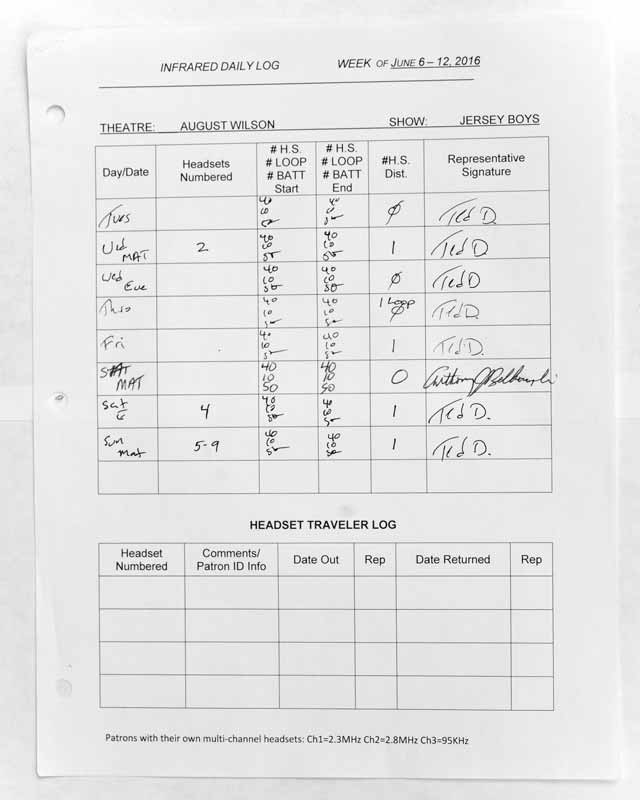 INFRARED DAILY LOG WEEK OF JUNE 6 – 12, 2016
THEATRE: AUGUST WILSON SHOW: JERSEY BOYS
Day/Date Headsets Numbered # H.S. # LOOP # BATT Start # H.S. # LOOP # BATT End #H.S. Dist. Representative Signature
Tues 40 10 50 40 10 50 0 Ted D.
Wed MAT 2 40 10 50 40 10 50 1 Ted D
Wed Eve 40 10 50 40 10 50 0 Ted D
Thurs 40 10 50 40 10 50 1 Loop 0 Ted D.
Fri 40 10 50 40 10 50 1 Ted D.
SAT MAT 40 10 50 40 10 50 0 Anthony J
Sat E 4 40 10 50 40 10 50 1 Ted D.
Sun Mat 5-9 40 10 50 40 10 50 1 Ted D.
HEADSET TRAVELER LOG
Headset Numbered Comments/ Patron ID Info Date Out Rep Date Returned Rep
Patrons with their own multi-channel headsets: Ch1=2.3MHz Ch2=2.8MHz Ch3=95KHz